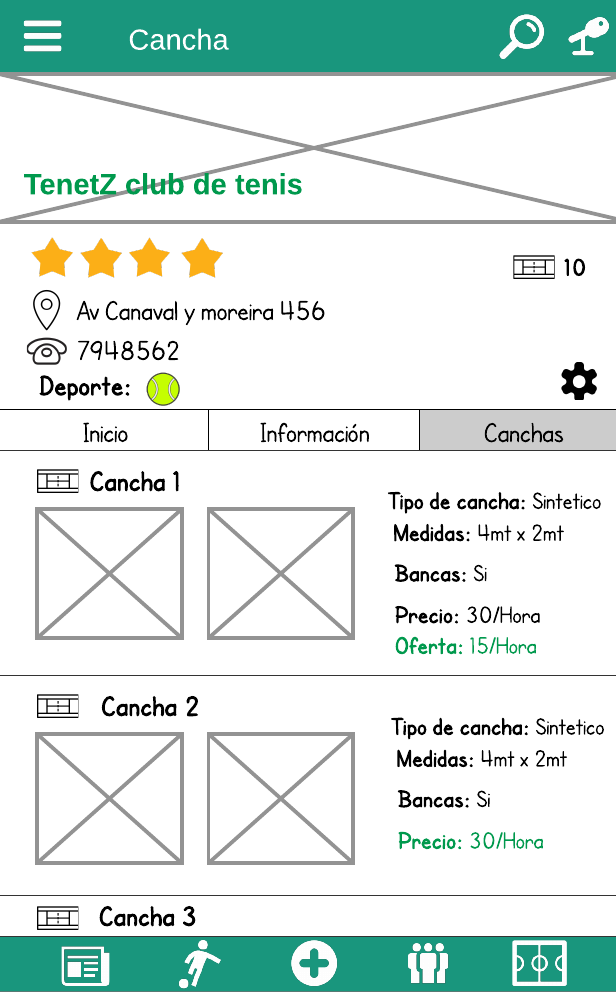 Cancha
TenetZ club de tenis
10
Av Canaval y moreira 456
7948562
Deporte:
Inicio
Información
Canchas
Cancha 1
Tipo de cancha: Sintetico
Medidas: 4mt x 2mt
Bancas: Si
Precio: 30/Hora
Oferta: 15/Hora
Cancha 2
Tipo de cancha: Sintetico
Medidas: 4mt x 2mt
Bancas: Si
Precio: 30/Hora
Cancha 3